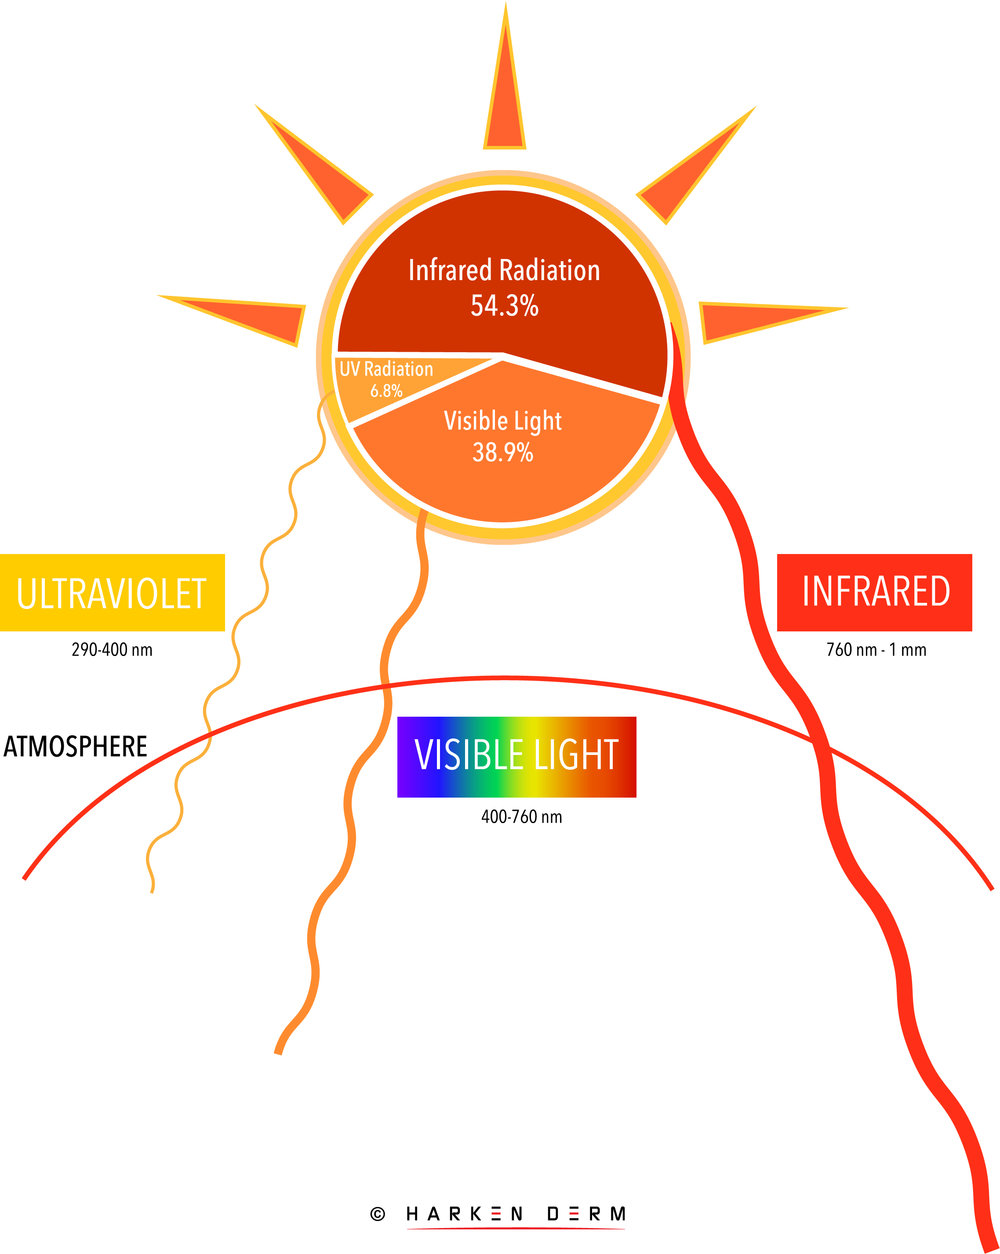 Infrared Radiation
54.3%
UV Radiation
6.8%
Visible Light
38.9%
ULTRAVIOLET
290-400 nm
INFRARED
760 nm - 1 mm
ATMOSPHERE
VISIBLE LIGHT
400-760 nm
© HARKEN DERM